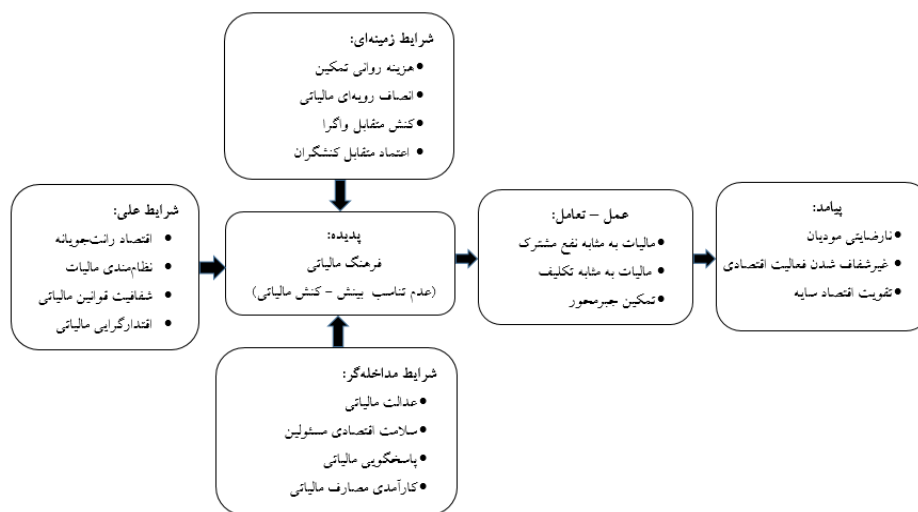 شرایط زمینه‌ای:
• هزینه روانی تمکین
• انصاف رویه‌ای مالیاتی
• کنش متقابل واگرا
• اعتماد متقابل کنشگران
شرایط علی:
• اقتصاد رانت‌جویانه
• نظام‌مندی مالیات
• شفافیت قوانین مالیاتی
• اقتدارگرایی مالیاتی
پدیده:
فرهنگ مالیاتی
(عدم تناسب بینش – کنش مالیاتی)
عمل – تعامل:
• مالیات به مثابه نفع مشترک
• مالیات به مثابه تکلیف
• تمکین جبرمحور
پیامد:
• نارضایتی مودیان
• غیرشفاف شدن فعالیت اقتصادی
• تقویت اقتصاد سایه
شرایط مداخله‌گر:
• عدالت مالیاتی
• سلامت اقتصادی مسئولین
• پاسخگویی مالیاتی
• کارآمدی مصارف مالیاتی